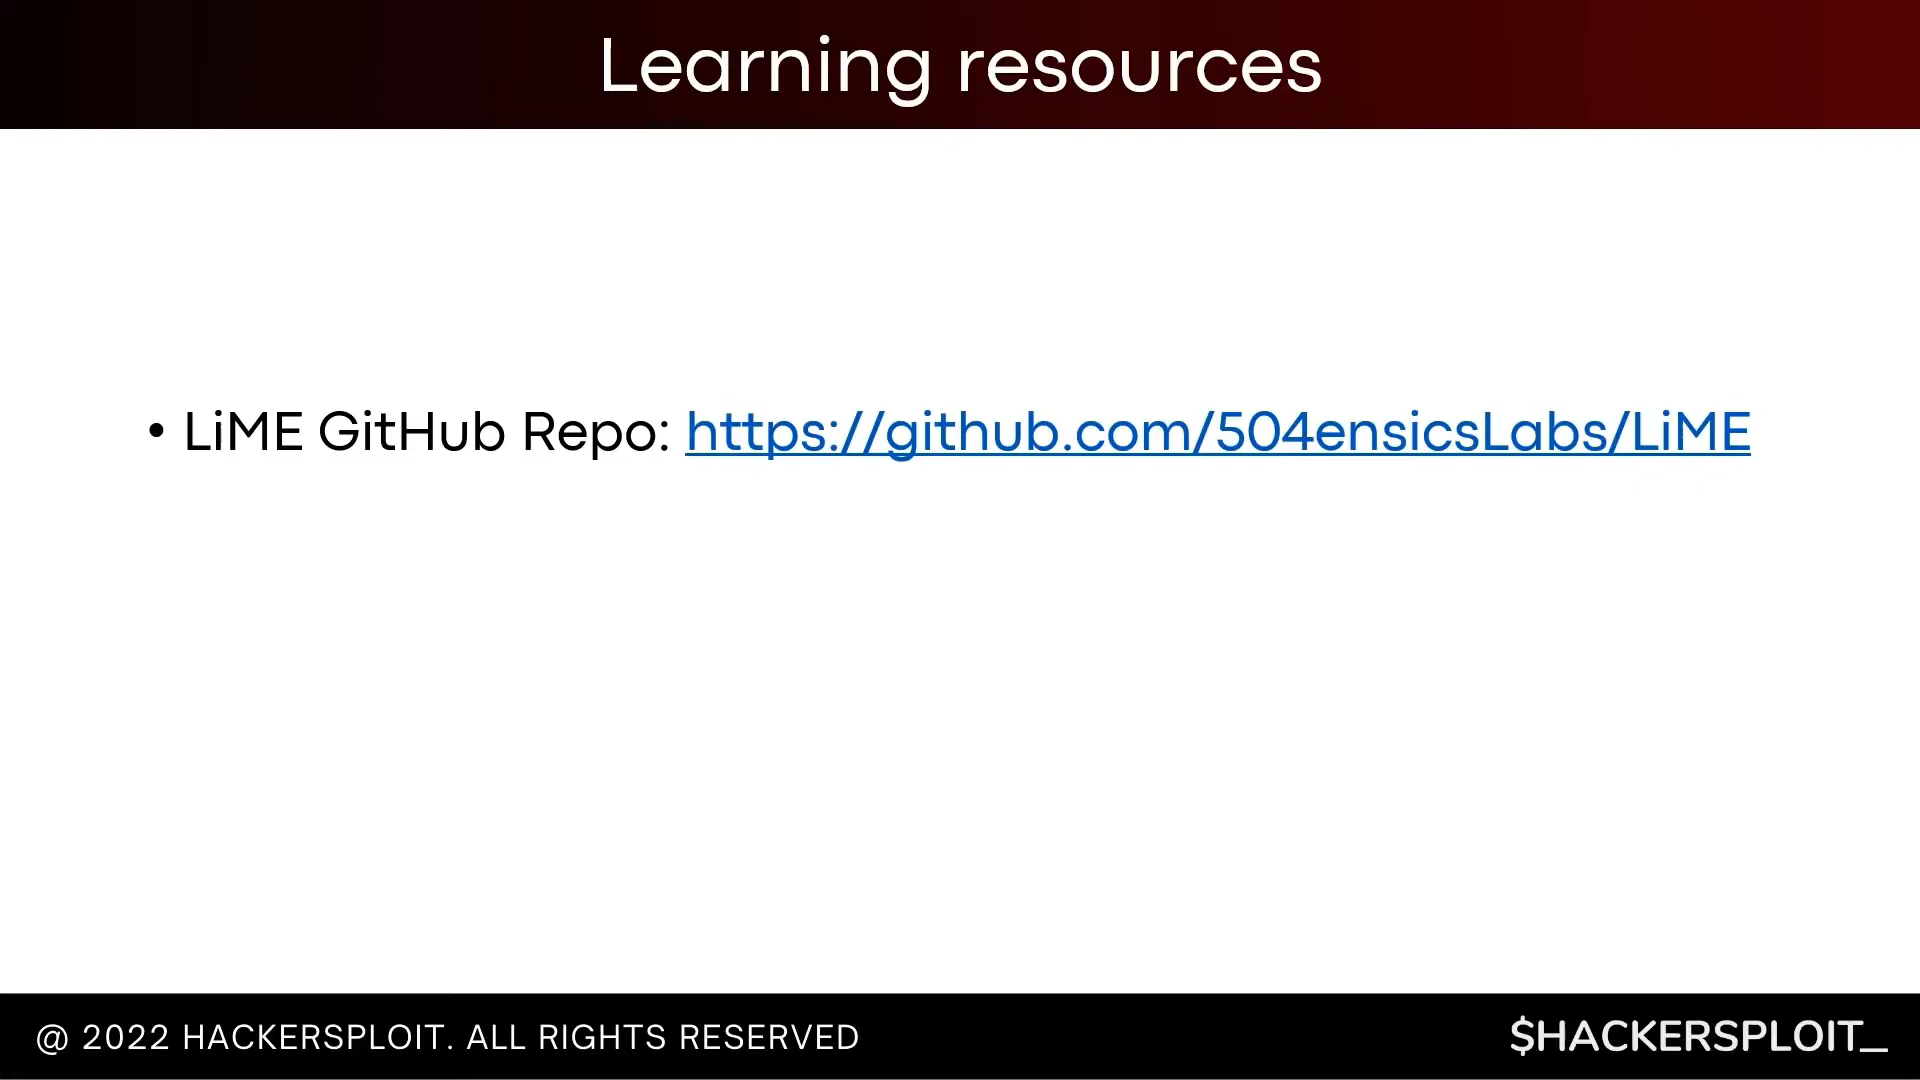 Learning resources
• LiME GitHub Repo: https://github.com/504ensicsLabs/LiME
@ 2022 HACKERSPLOIT. ALL RIGHTS RESERVED
$HACKERSPLOIT_